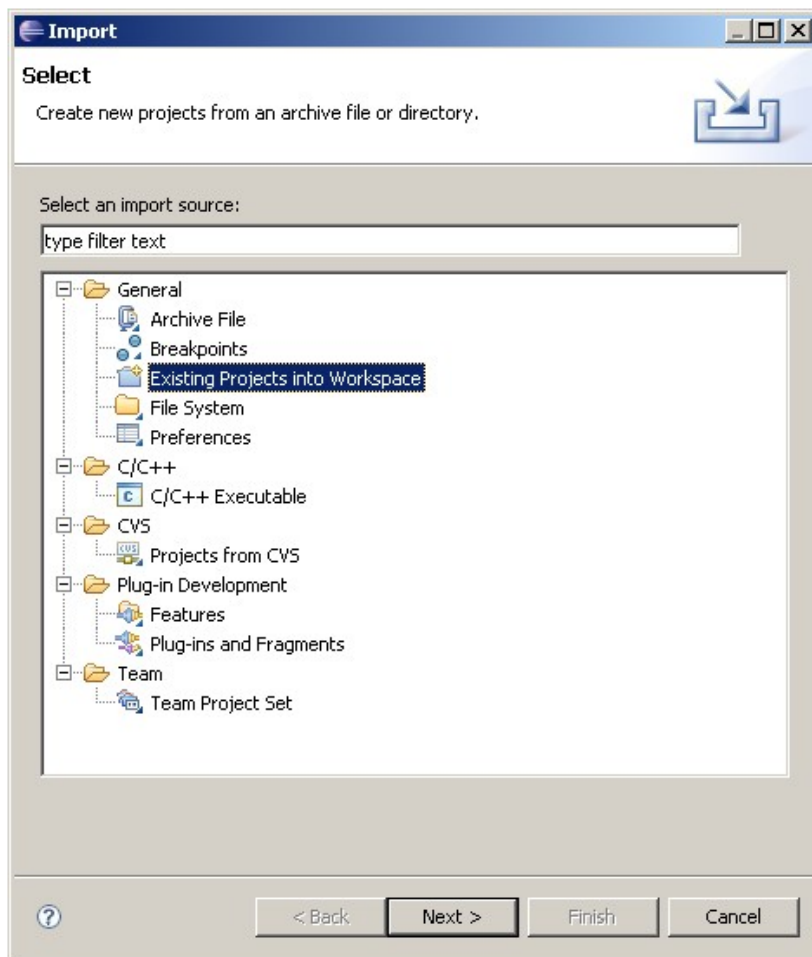 Import
Select
Create new projects from an archive file or directory.
Select an import source:
type filter text
General
Archive File
Breakpoints
Existing Projects into Workspace
File System
Preferences
C/C++
C/C++ Executable
CVS
Projects from CVS
Plug-in Development
Features
Plug-ins and Fragments
Team
Team Project Set
? < Back Next > Finish Cancel